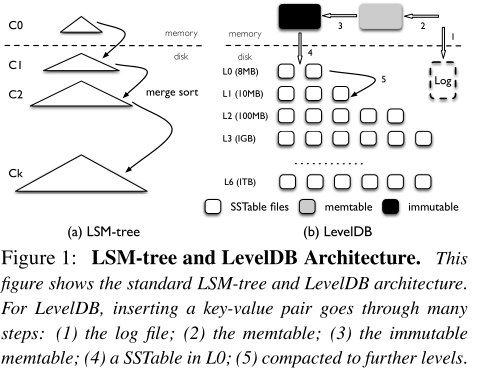 C0
memory
disk
C1
C2
merge sort
Ck
(a) LSM-tree
3
2
1
memory
disk
4
L0 (8MB)
5
Log
L1 (10MB)
L2 (100MB)
L3 (1GB)
..................
L6 (1TB)
SSTable files
memtable
immutable
(b) LevelDB
Figure 1: LSM-tree and LevelDB Architecture. This
figure shows the standard LSM-tree and LevelDB architecture.
For LevelDB, inserting a key-value pair goes through many
steps: (1) the log file; (2) the memtable; (3) the immutable
memtable; (4) a SSTable in L0; (5) compacted to further levels.